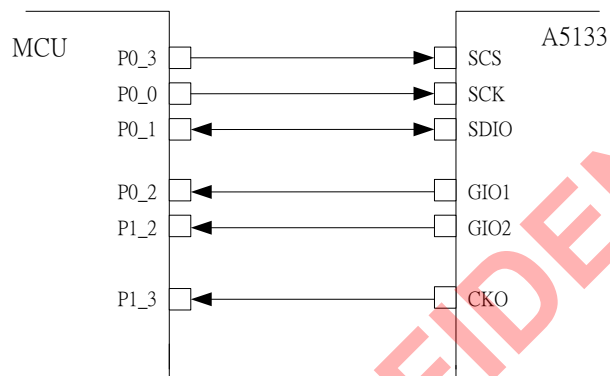 MCU A5133
P0_3 SCS
P0_0 SCK
P0_1 SDIO
P0_2 GIO1
P1_2 GIO2
P1_3 CKO